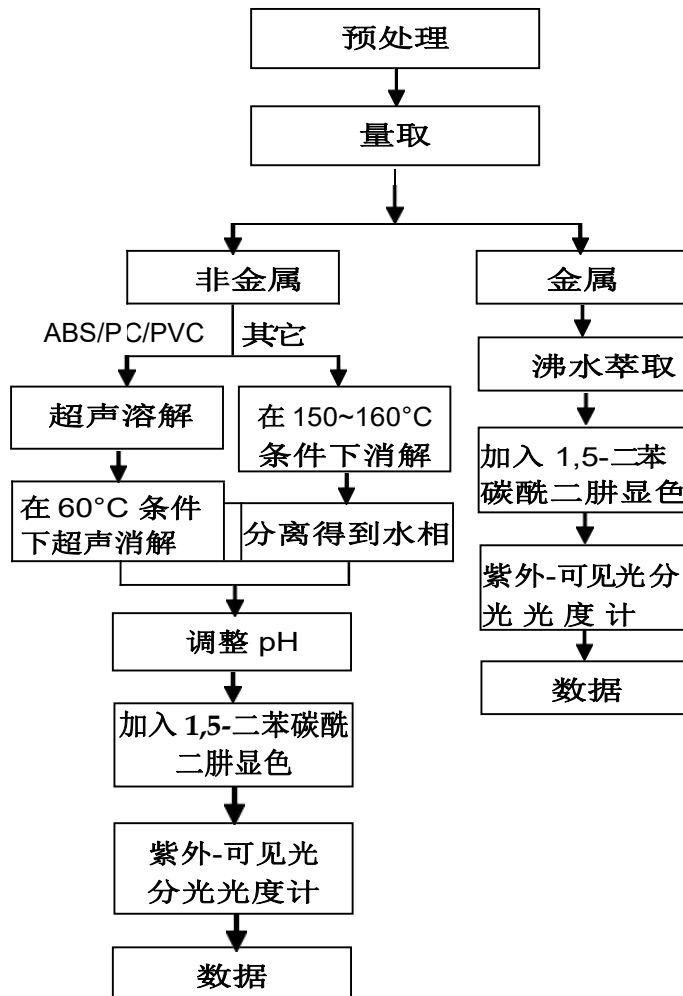 预处理
量取
非金属
金属
ABS/PC/PVC 其它
沸水萃取
超声溶解
在 150~160°C
条件下消解
加入 1,5-二苯
碳酰二肼显色
在 60°C 条件
下超声消解
分离得到水相
紫外-可见光分
光光度计
调整 pH
数据
加入 1,5-二苯碳酰
二肼显色
紫外-可见光
分光光度计
数据